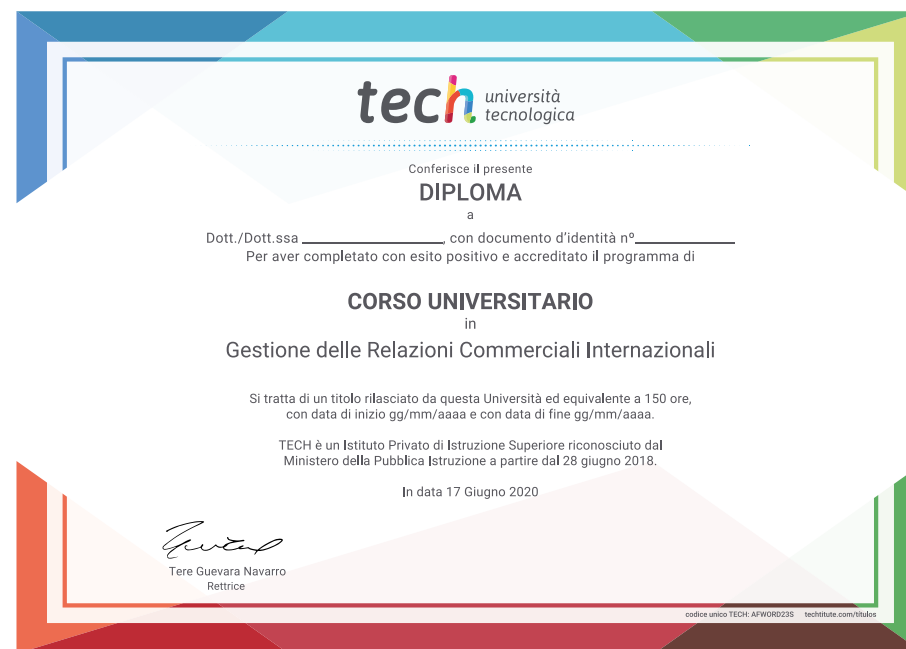 tech università
tecnologica
Conferisce il presente
DIPLOMA
a
Dott./Dott.ssa ________________, con documento d'identità nº____________
Per aver completato con esito positivo e accreditato il programma di
CORSO UNIVERSITARIO
in
Gestione delle Relazioni Commerciali Internazionali
Si tratta di un titolo rilasciato da questa Università ed equivalente a 150 ore,
con data di inizio gg/mm/aaaa e con data di fine gg/mm/aaaa.
TECH è un Istituto Privato di Istruzione Superiore riconosciuto dal
Ministero della Pubblica Istruzione a partire dal 28 giugno 2018.
In data 17 Giugno 2020
Tere Guevara Navarro
Rettrice
codice unico TECH: AFWORD23S techtitute.com/titulos